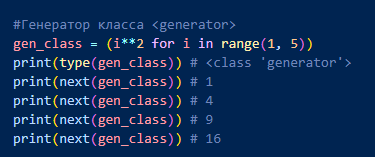 #Генератор класса <generator>
gen_class = (i**2 for i in range(1, 5))
print(type(gen_class)) # <class 'generator'>
print(next(gen_class)) # 1
print(next(gen_class)) # 4
print(next(gen_class)) # 9
print(next(gen_class)) # 16